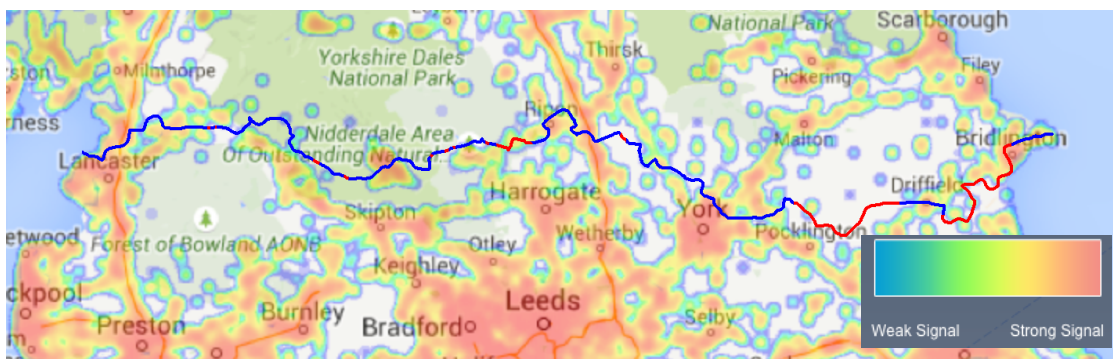 National Park
Scarborough
Yorkshire Dales
National Park
Thirsk
Milnthorpe
Pickering
Filey
Ripon
Nidderdale Area
Of Outstanding Natural...
Malton
Bridlington
erness
Lancaster
Harrogate
Driffield
Skipton
York
Forest of Bowland AONB
Otley
Wetherby
Pocklington
eetwood
Keighley
ckpool
Burnley
Leeds
Bradford
Preston
Selby
Weak Signal
Strong Signal